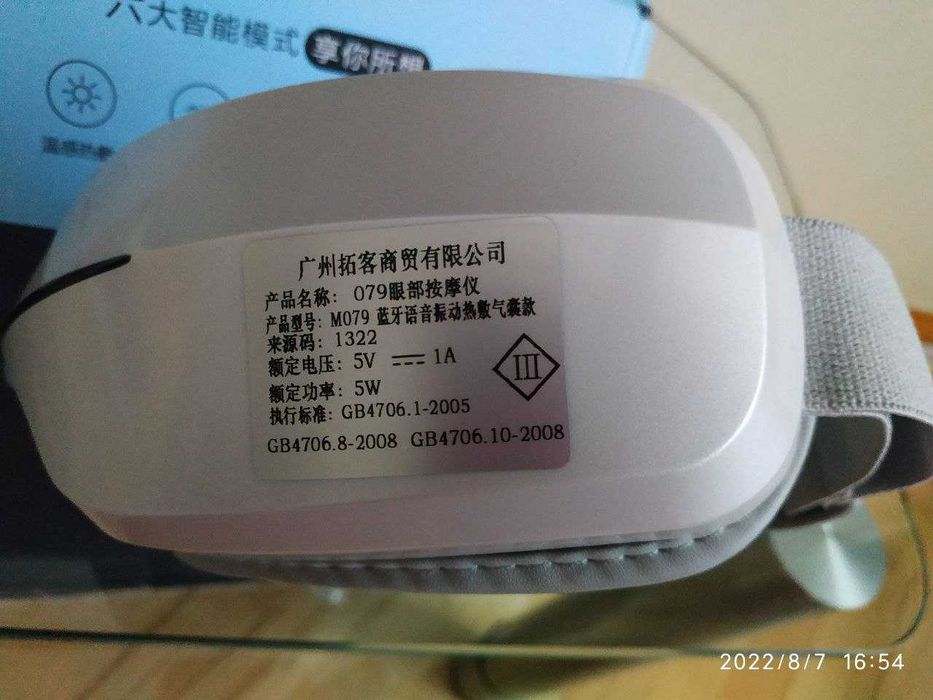 六大智能模式 享你所想
温感热敷
广州拓客商贸有限公司
产品名称: 079眼部按摩仪
产品型号: M079 蓝牙语音振动热敷气囊款
来源码: 1322
额定电压: 5V ⎓ 1A
III
额定功率: 5W
执行标准: GB4706.1-2005
GB4706.8-2008 GB4706.10-2008
2022/8/7 16:54